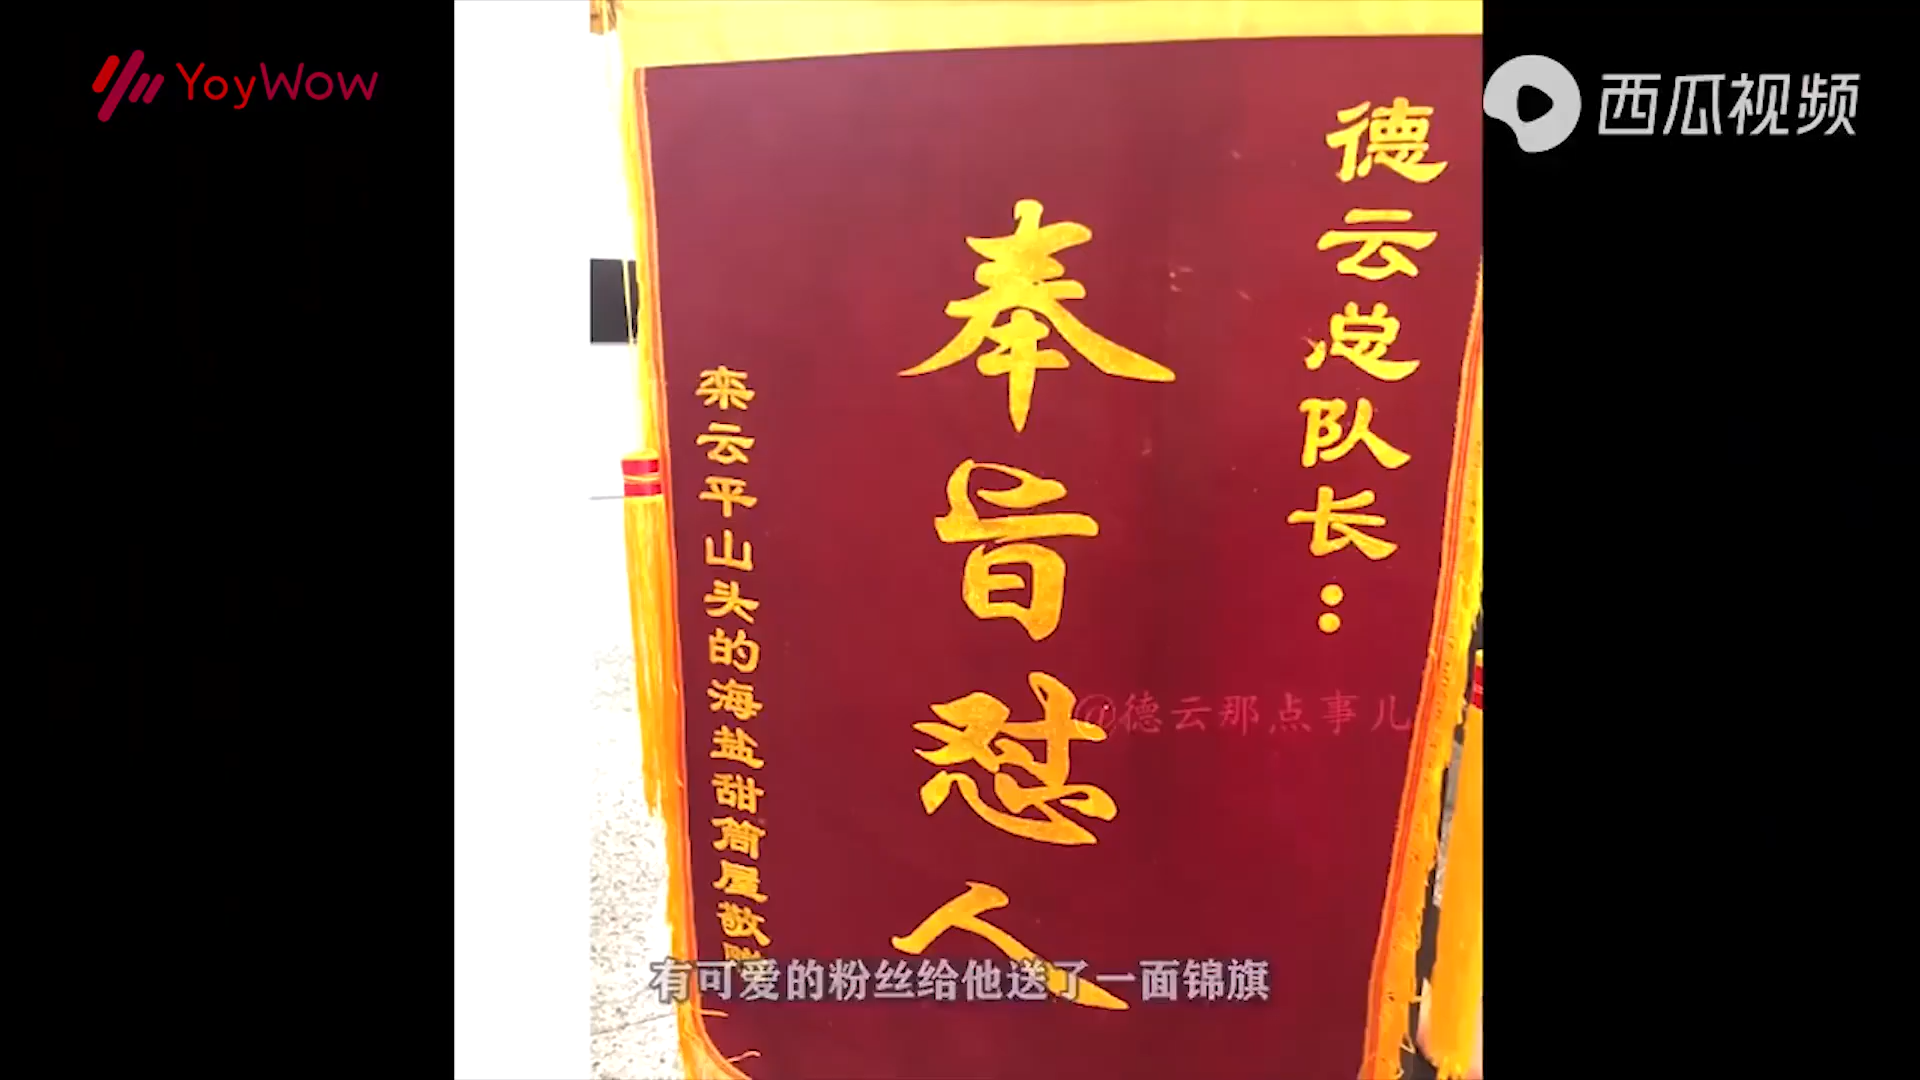 YoyWow
西瓜视频
德云总队长：
奉旨怼人
栾云平山头的海盐甜筒屋敬赠
@德云那点事儿
有可爱的粉丝给他送了一面锦旗